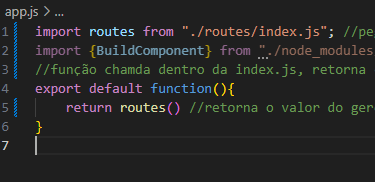 app.js > ...
1 import routes from "./routes/index.js"; //pe
2 import {BuildComponent} from "./node_modules
3 //função chamda dentro da index.js, retorna
4 export default function(){
5 return routes() //retorna o valor do ger
6 }
7